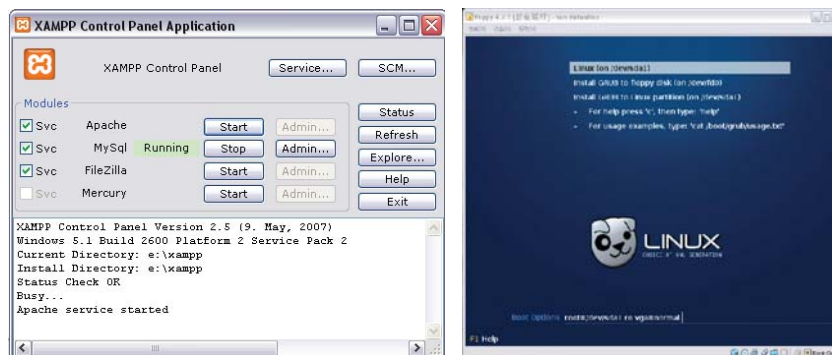 XAMPP Control Panel Application
XAMPP Control Panel
Service...
SCM...
Modules
Svc Apache Start Admin...
Svc MySql Running Stop Admin...
Svc FileZilla Start Admin...
Svc Mercury Start Admin...
Status
Refresh
Explore...
Help
Exit
XAMPP Control Panel Version 2.5 (9. May, 2007)
Windows 5.1 Build 2600 Platform 2 Service Pack 2
Current Directory: e:\xampp
Install Directory: e:\xampp
Status Check OK
Busy...
Apache service started
Linux (on /dev/sda1)
Install GRUB to floppy disk (on /dev/fd0)
Install GRUB to Linux partition (on /dev/sda1)
- For help press 'c', then type: 'help'
- For usage examples, type: 'cat /boot/grub/usage.txt'
LINUX
Boot Options
F1 Help